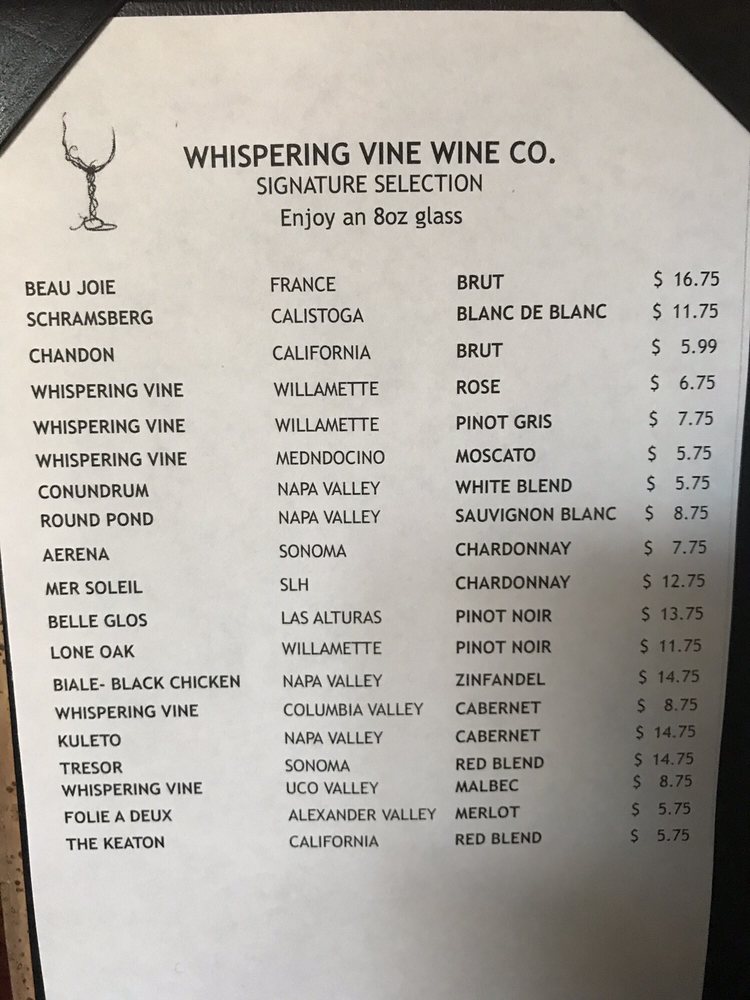 WHISPERING VINE WINE CO.
SIGNATURE SELECTION
Enjoy an 8oz glass
BEAU JOIE FRANCE BRUT $ 16.75
SCHRAMSBERG CALISTOGA BLANC DE BLANC $ 11.75
CHANDON CALIFORNIA BRUT $ 5.99
WHISPERING VINE WILLAMETTE ROSE $ 6.75
WHISPERING VINE WILLAMETTE PINOT GRIS $ 7.75
WHISPERING VINE MEDNDOCINO MOSCATO $ 5.75
CONUNDRUM NAPA VALLEY WHITE BLEND $ 5.75
ROUND POND NAPA VALLEY SAUVIGNON BLANC $ 8.75
AERENA SONOMA CHARDONNAY $ 7.75
MER SOLEIL SLH CHARDONNAY $ 12.75
BELLE GLOS LAS ALTURAS PINOT NOIR $ 13.75
LONE OAK WILLAMETTE PINOT NOIR $ 11.75
BIALE- BLACK CHICKEN NAPA VALLEY ZINFANDEL $ 14.75
WHISPERING VINE COLUMBIA VALLEY CABERNET $ 8.75
KULETO NAPA VALLEY CABERNET $ 14.75
TRESOR SONOMA RED BLEND $ 14.75
WHISPERING VINE UCO VALLEY MALBEC $ 8.75
FOLIE A DEUX ALEXANDER VALLEY MERLOT $ 5.75
THE KEATON CALIFORNIA RED BLEND $ 5.75